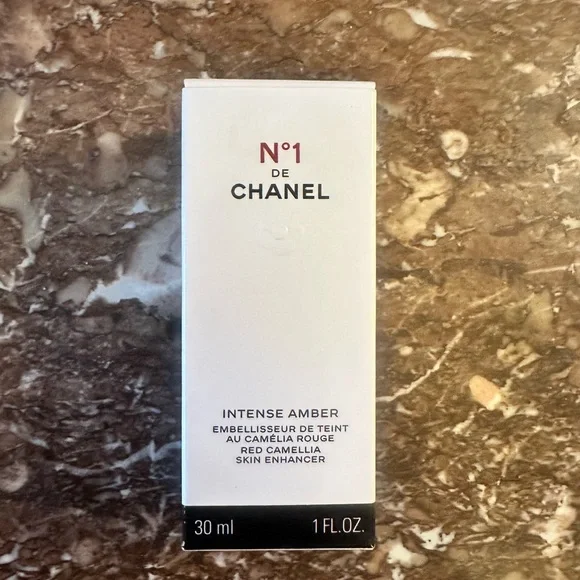 N°1
DE
CHANEL
INTENSE AMBER
EMBELLISSEUR DE TEINT
AU CAMÉLIA ROUGE
RED CAMELLIA
SKIN ENHANCER
30 ml 1 FL.OZ.